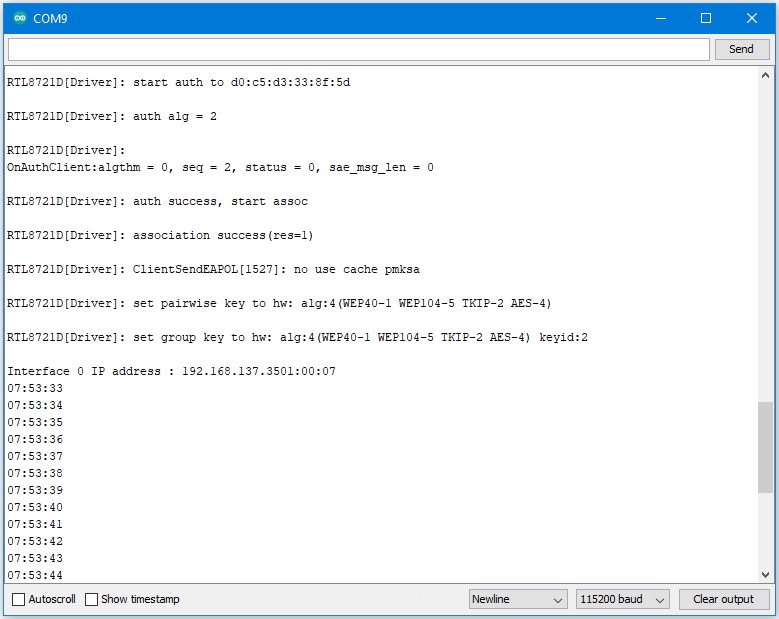 COM9
Send
RTL8721D[Driver]: start auth to d0:c5:d3:33:8f:5d
RTL8721D[Driver]: auth alg = 2
RTL8721D[Driver]:
OnAuthClient:algthm = 0, seq = 2, status = 0, sae_msg_len = 0
RTL8721D[Driver]: auth success, start assoc
RTL8721D[Driver]: association success(res=1)
RTL8721D[Driver]: ClientSendEAPOL[1527]: no use cache pmksa
RTL8721D[Driver]: set pairwise key to hw: alg:4(WEP40-1 WEP104-5 TKIP-2 AES-4)
RTL8721D[Driver]: set group key to hw: alg:4(WEP40-1 WEP104-5 TKIP-2 AES-4) keyid:2
Interface 0 IP address : 192.168.137.3501:00:07
07:53:33
07:53:34
07:53:35
07:53:36
07:53:37
07:53:38
07:53:39
07:53:40
07:53:41
07:53:42
07:53:43
07:53:44
Autoscroll Show timestamp Newline 115200 baud Clear output